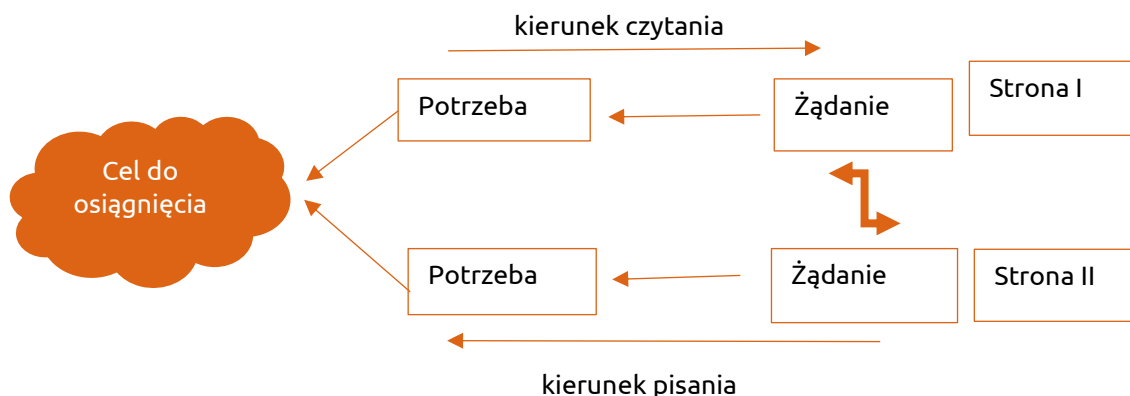 kierunek czytania
Potrzeba
Żądanie
Strona I
Cel do
osiągnięcia
Potrzeba
Żądanie
Strona II
kierunek pisania